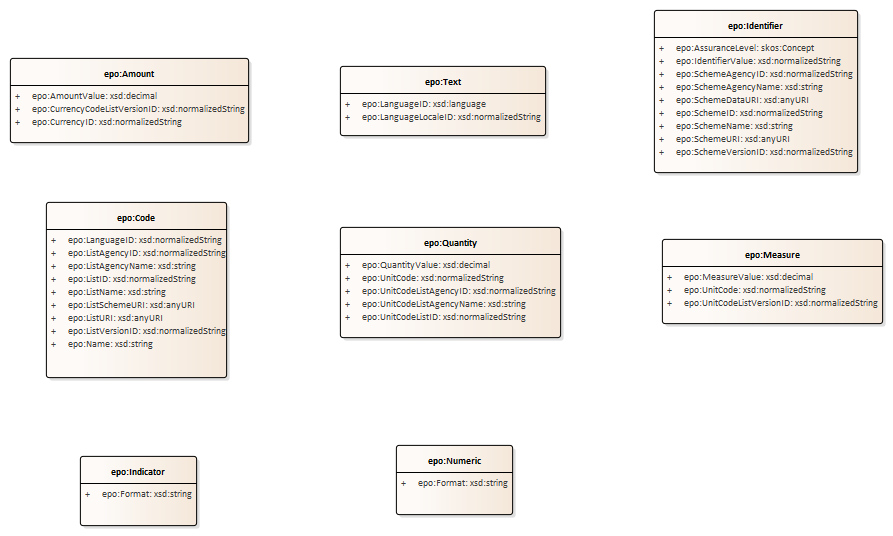 epo:Amount
+ epo:AmountValue: xsd:decimal
+ epo:CurrencyCodeListVersionID: xsd:normalizedString
+ epo:CurrencyID: xsd:normalizedString
epo:Text
+ epo:LanguageID: xsd:language
+ epo:LanguageLocaleID: xsd:normalizedString
epo:Identifier
+ epo:AssuranceLevel: skos:Concept
+ epo:IdentifierValue: xsd:normalizedString
+ epo:SchemeAgencyID: xsd:normalizedString
+ epo:SchemeAgencyName: xsd:string
+ epo:SchemeDataURI: xsd:anyURI
+ epo:SchemeID: xsd:normalizedString
+ epo:SchemeName: xsd:string
+ epo:SchemeURI: xsd:anyURI
+ epo:SchemeVersionID: xsd:normalizedString
epo:Code
+ epo:LanguageID: xsd:normalizedString
+ epo:ListAgencyID: xsd:normalizedString
+ epo:ListAgencyName: xsd:string
+ epo:ListID: xsd:normalizedString
+ epo:ListName: xsd:string
+ epo:ListSchemeURI: xsd:anyURI
+ epo:ListURI: xsd:anyURI
+ epo:ListVersionID: xsd:normalizedString
+ epo:Name: xsd:string
epo:Quantity
+ epo:QuantityValue: xsd:decimal
+ epo:UnitCode: xsd:normalizedString
+ epo:UnitCodeListAgencyID: xsd:normalizedString
+ epo:UnitCodeListAgencyName: xsd:string
+ epo:UnitCodeListID: xsd:normalizedString
epo:Measure
+ epo:MeasureValue: xsd:decimal
+ epo:UnitCode: xsd:normalizedString
+ epo:UnitCodeListVersionID: xsd:normalizedString
epo:Indicator
+ epo:Format: xsd:string
epo:Numeric
+ epo:Format: xsd:string